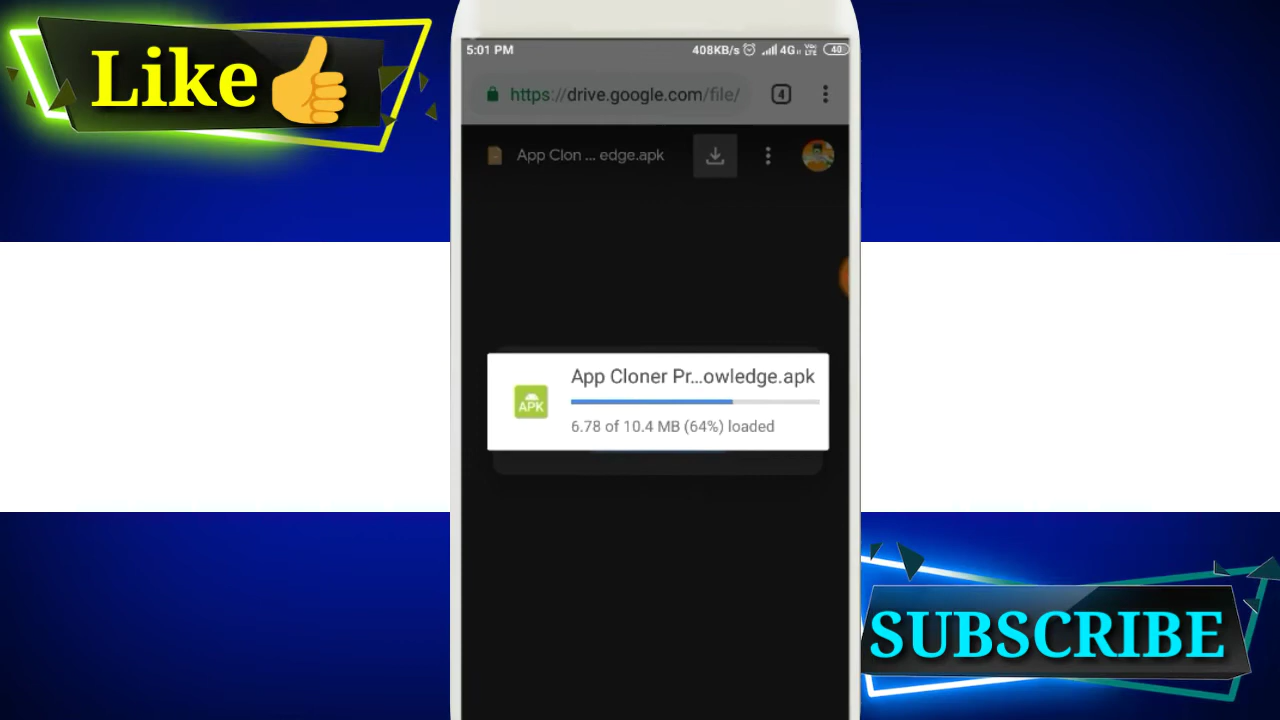 Like
5:01 PM 408KB/s 4G VoLTE 40
https://drive.google.com/file/ 4
App Clon ... edge.apk
APK
App Cloner Pr...owledge.apk
6.78 of 10.4 MB (64%) loaded
SUBSCRIBE